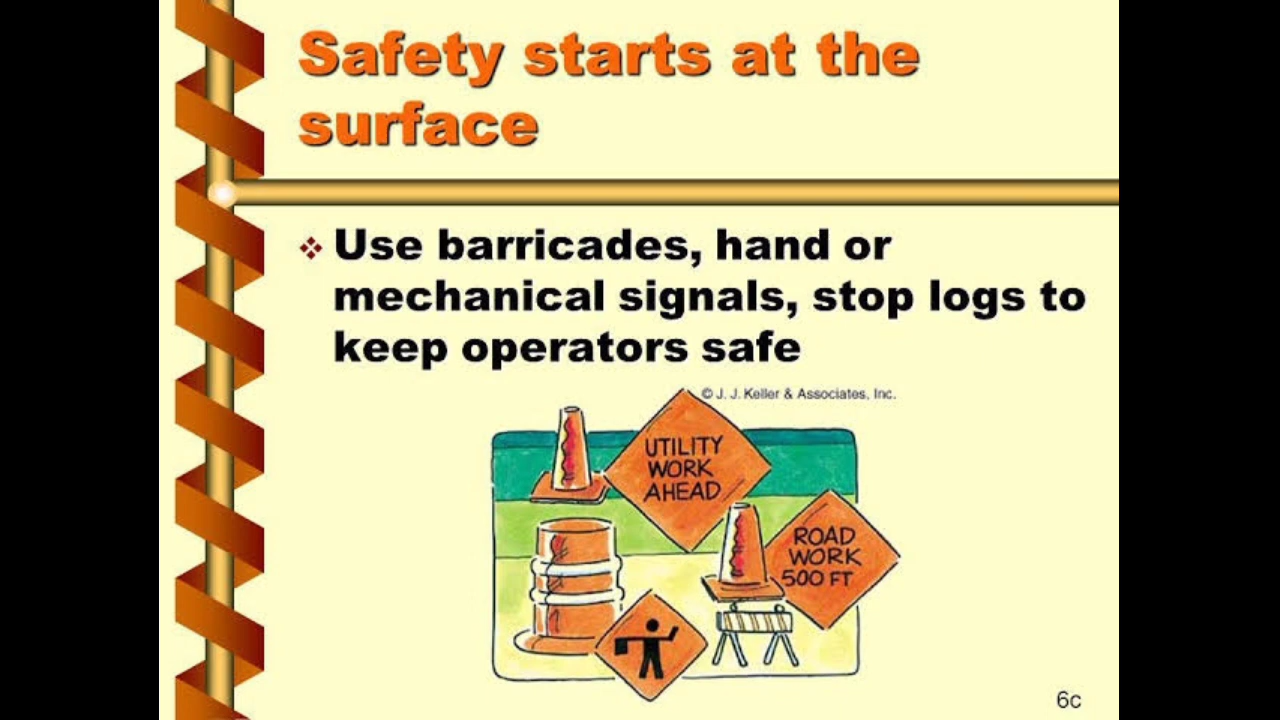 Safety starts at the
surface
Use barricades, hand or
mechanical signals, stop logs to
keep operators safe
© J. J. Keller & Associates, Inc.
UTILITY
WORK
AHEAD
ROAD
WORK
500 FT
6c